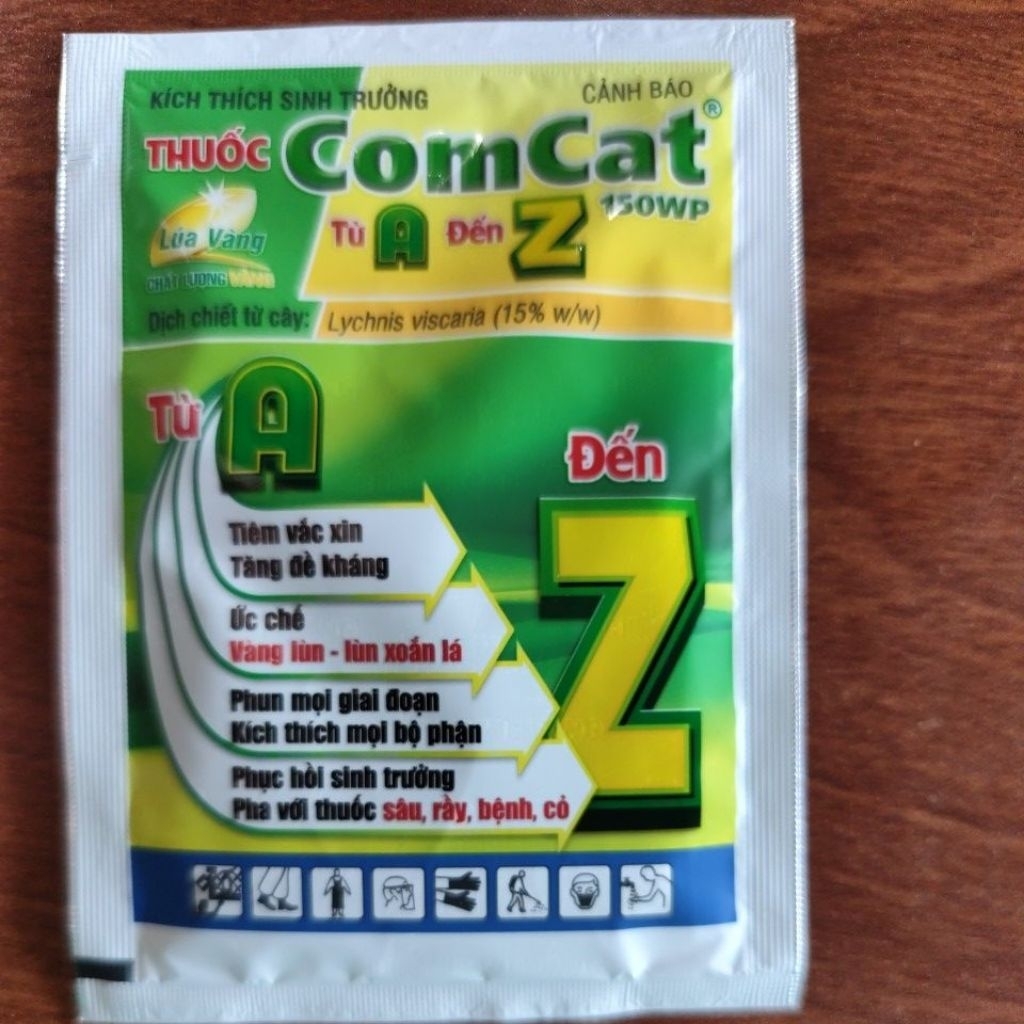 KÍCH THÍCH SINH TRƯỞNG
CẢNH BÁO
THUỐC ComCat®
150WP
Từ A Đến Z
Lúa Vàng
CHẤT LƯỢNG VÀNG
Dịch chiết từ cây: Lychnis viscaria (15% w/w)
Từ A
Đến Z
Tiêm vắc xin
Tăng đề kháng
Ức chế
Vàng lùn - lùn xoắn lá
Phun mọi giai đoạn
Kích thích mọi bộ phận
Phục hồi sinh trưởng
Pha với thuốc sâu, rầy, bệnh, cỏ